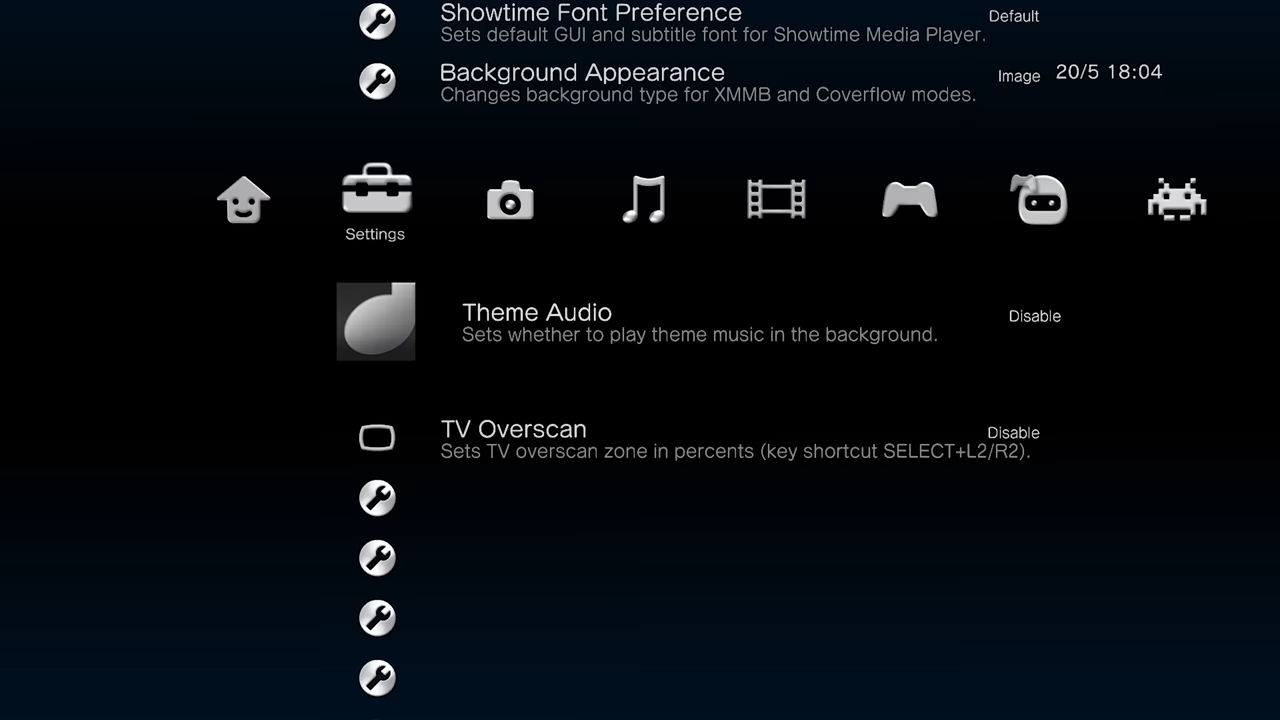 Showtime Font Preference
Default
Sets default GUI and subtitle font for Showtime Media Player.
Background Appearance
Image
20/5 18:04
Changes background type for XMMB and Coverflow modes.
Settings
Theme Audio
Disable
Sets whether to play theme music in the background.
TV Overscan
Disable
Sets TV overscan zone in percents (key shortcut SELECT+L2/R2).